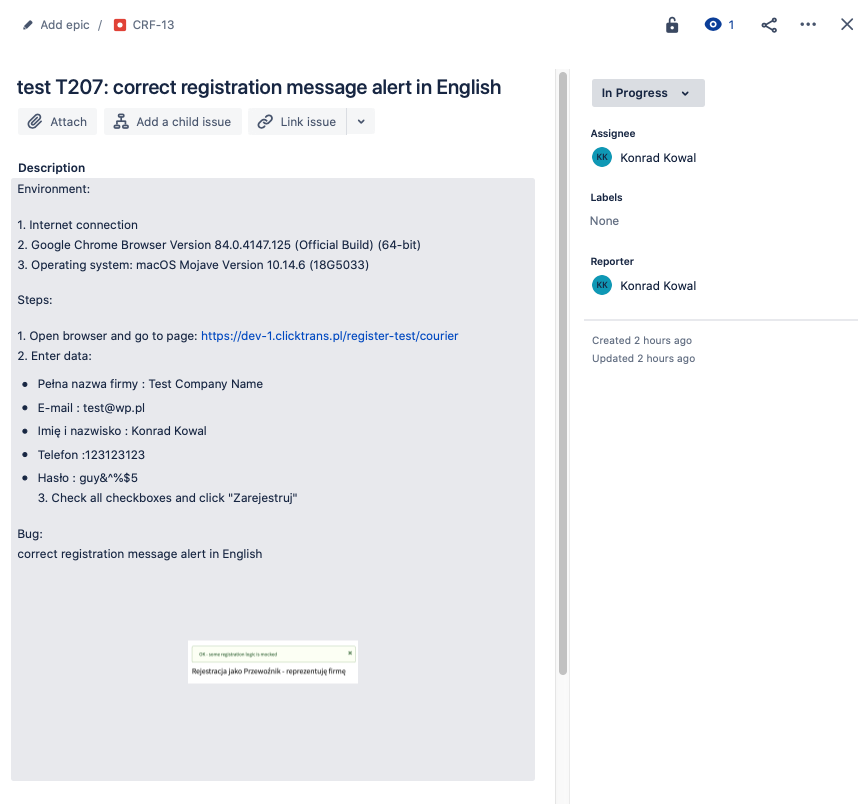 Add epic / CRF-13
1
test T207: correct registration message alert in English
Attach
Add a child issue
Link issue
Description
Environment:
1. Internet connection
2. Google Chrome Browser Version 84.0.4147.125 (Official Build) (64-bit)
3. Operating system: macOS Mojave Version 10.14.6 (18G5033)
Steps:
1. Open browser and go to page: https://dev-1.clicktrans.pl/register-test/courier
2. Enter data:
• Pełna nazwa firmy : Test Company Name
• E-mail : test@wp.pl
• Imię i nazwisko : Konrad Kowal
• Telefon :123123123
• Hasło : guy&^%$5
3. Check all checkboxes and click "Zarejestruj"
Bug:
correct registration message alert in English
OK - some registration logic is mocked
Rejestracja jako Przewoźnik - reprezentuję firmę
In Progress
Assignee
KK Konrad Kowal
Labels
None
Reporter
KK Konrad Kowal
Created 2 hours ago
Updated 2 hours ago